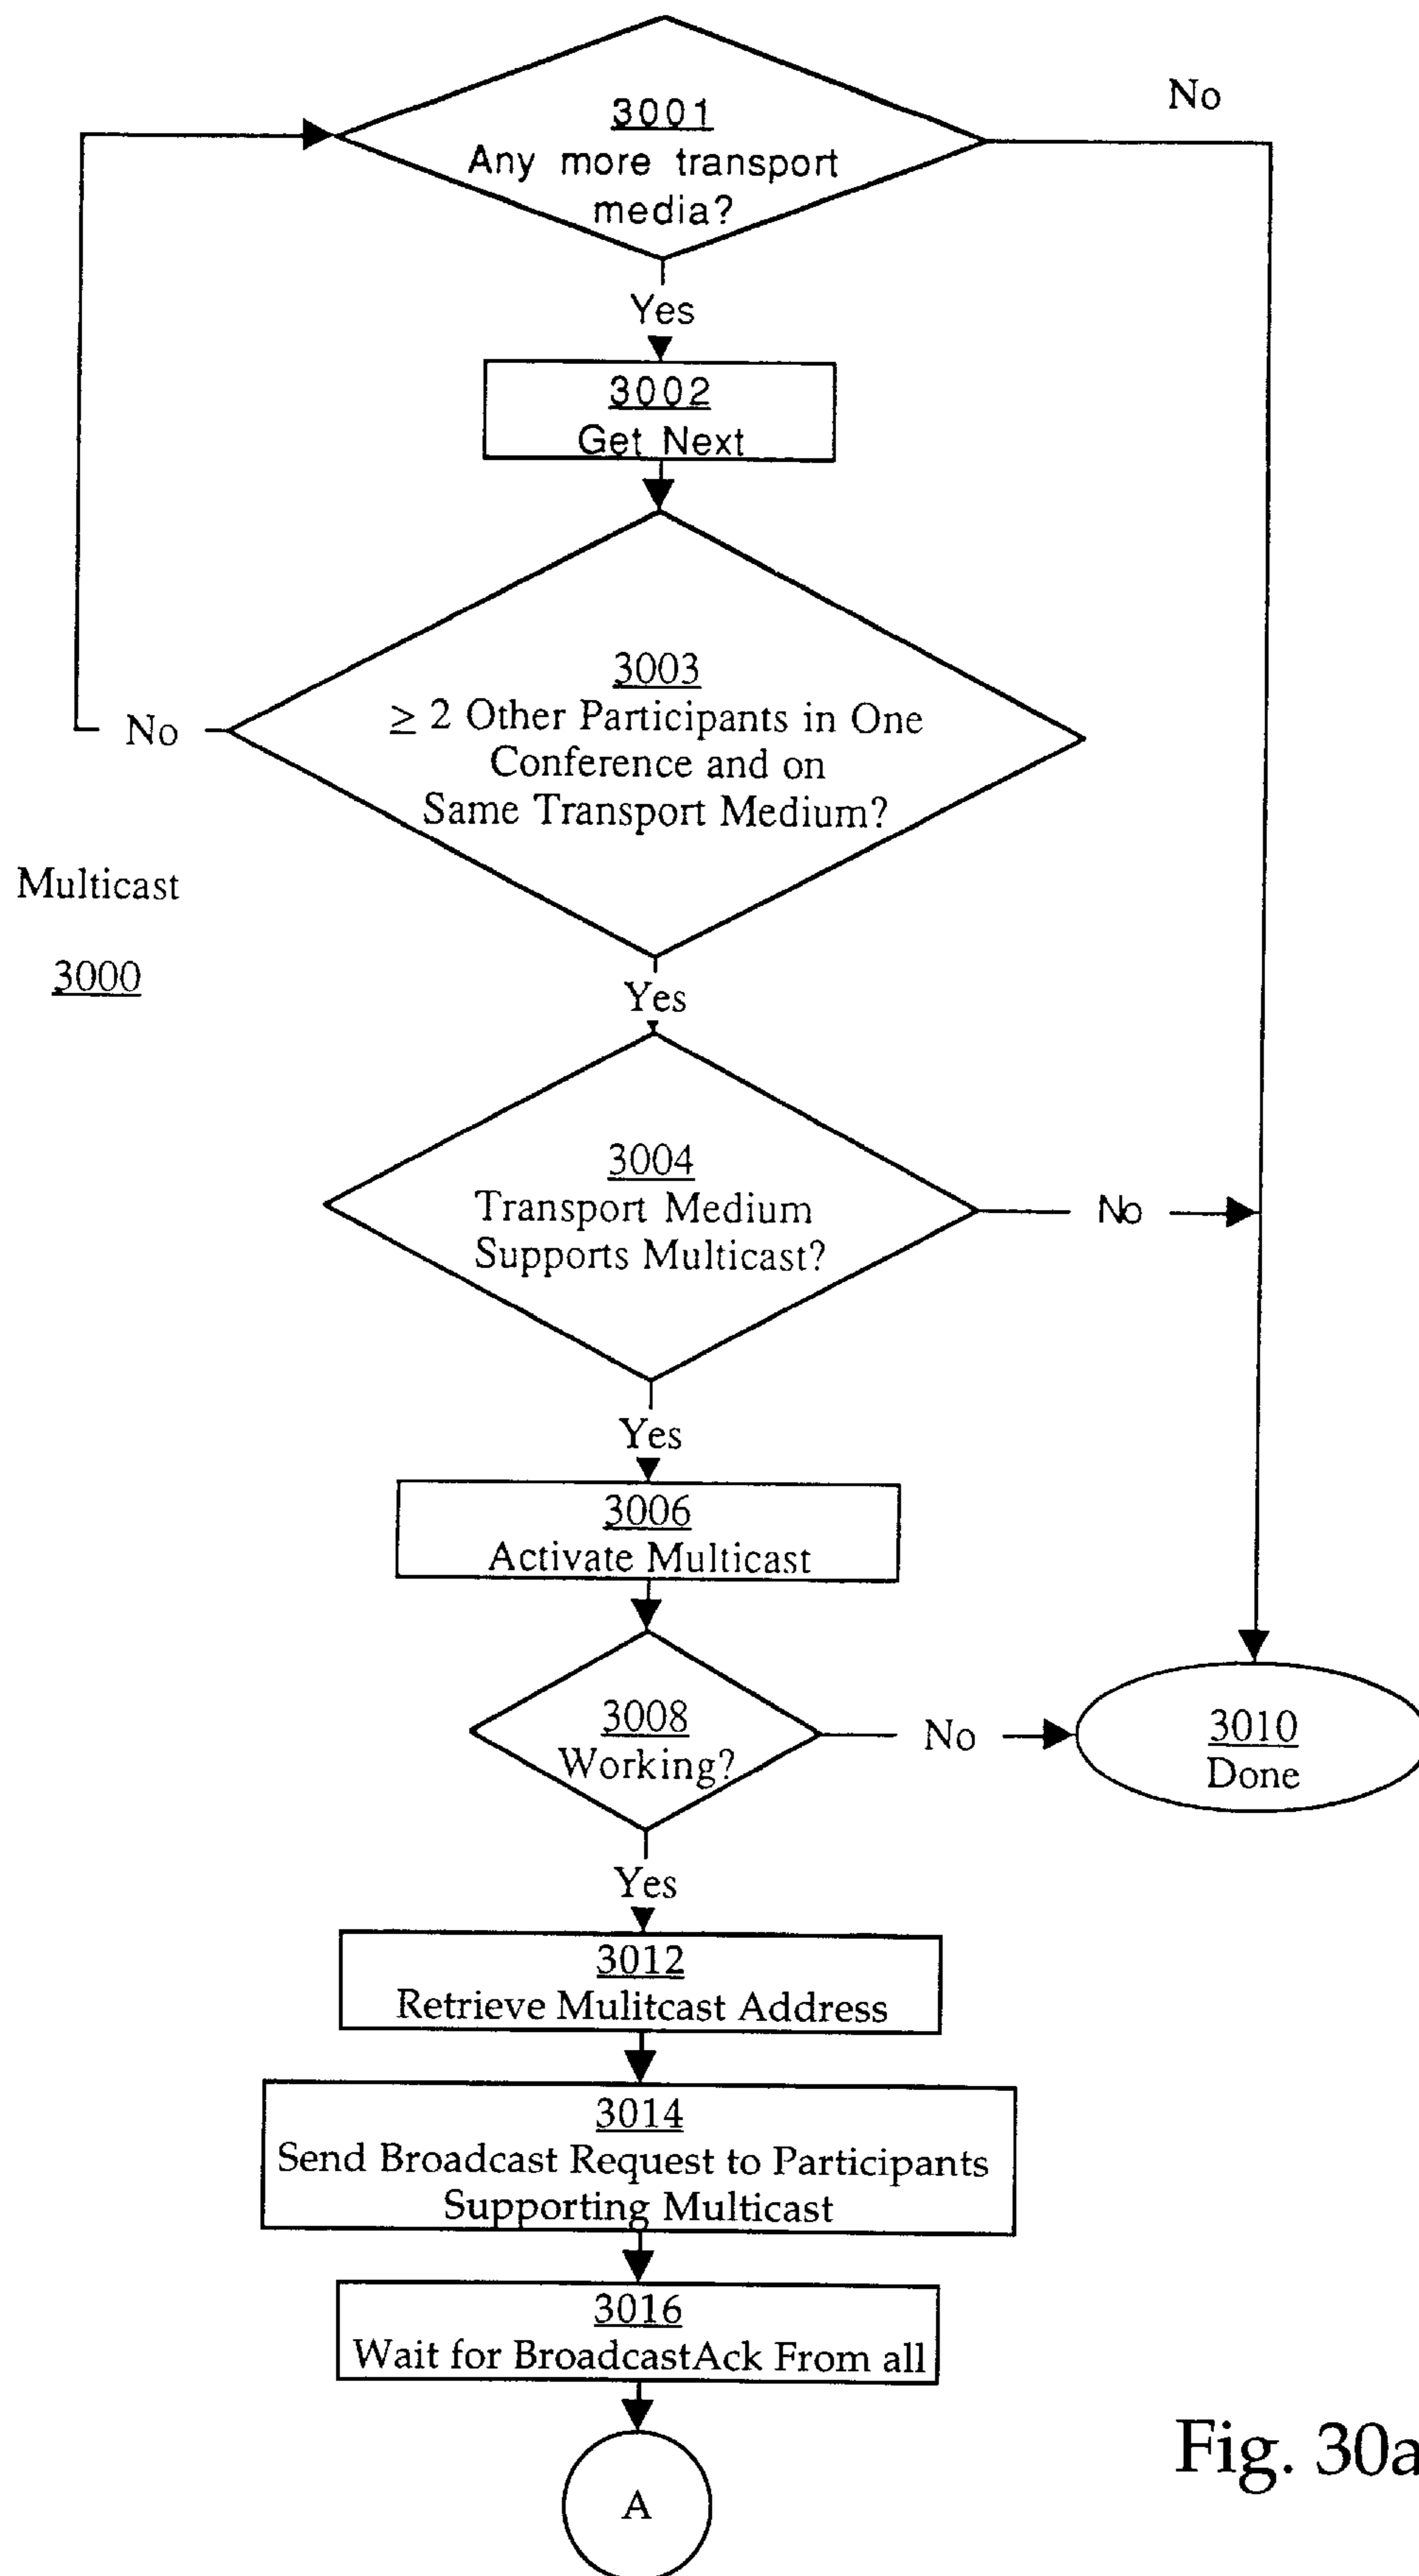 3001
Any more transport
media?
No
Yes
3002
Get Next
3003
≥ 2 Other Participants in One
Conference and on
Same Transport Medium?
No
Multicast
3000
Yes
3004
Transport Medium
Supports Multicast?
No
Yes
3006
Activate Multicast
3008
Working?
No
3010
Done
Yes
3012
Retrieve Mulitcast Address
3014
Send Broadcast Request to Participants
Supporting Multicast
3016
Wait for BroadcastAck From all
A
Fig. 30a